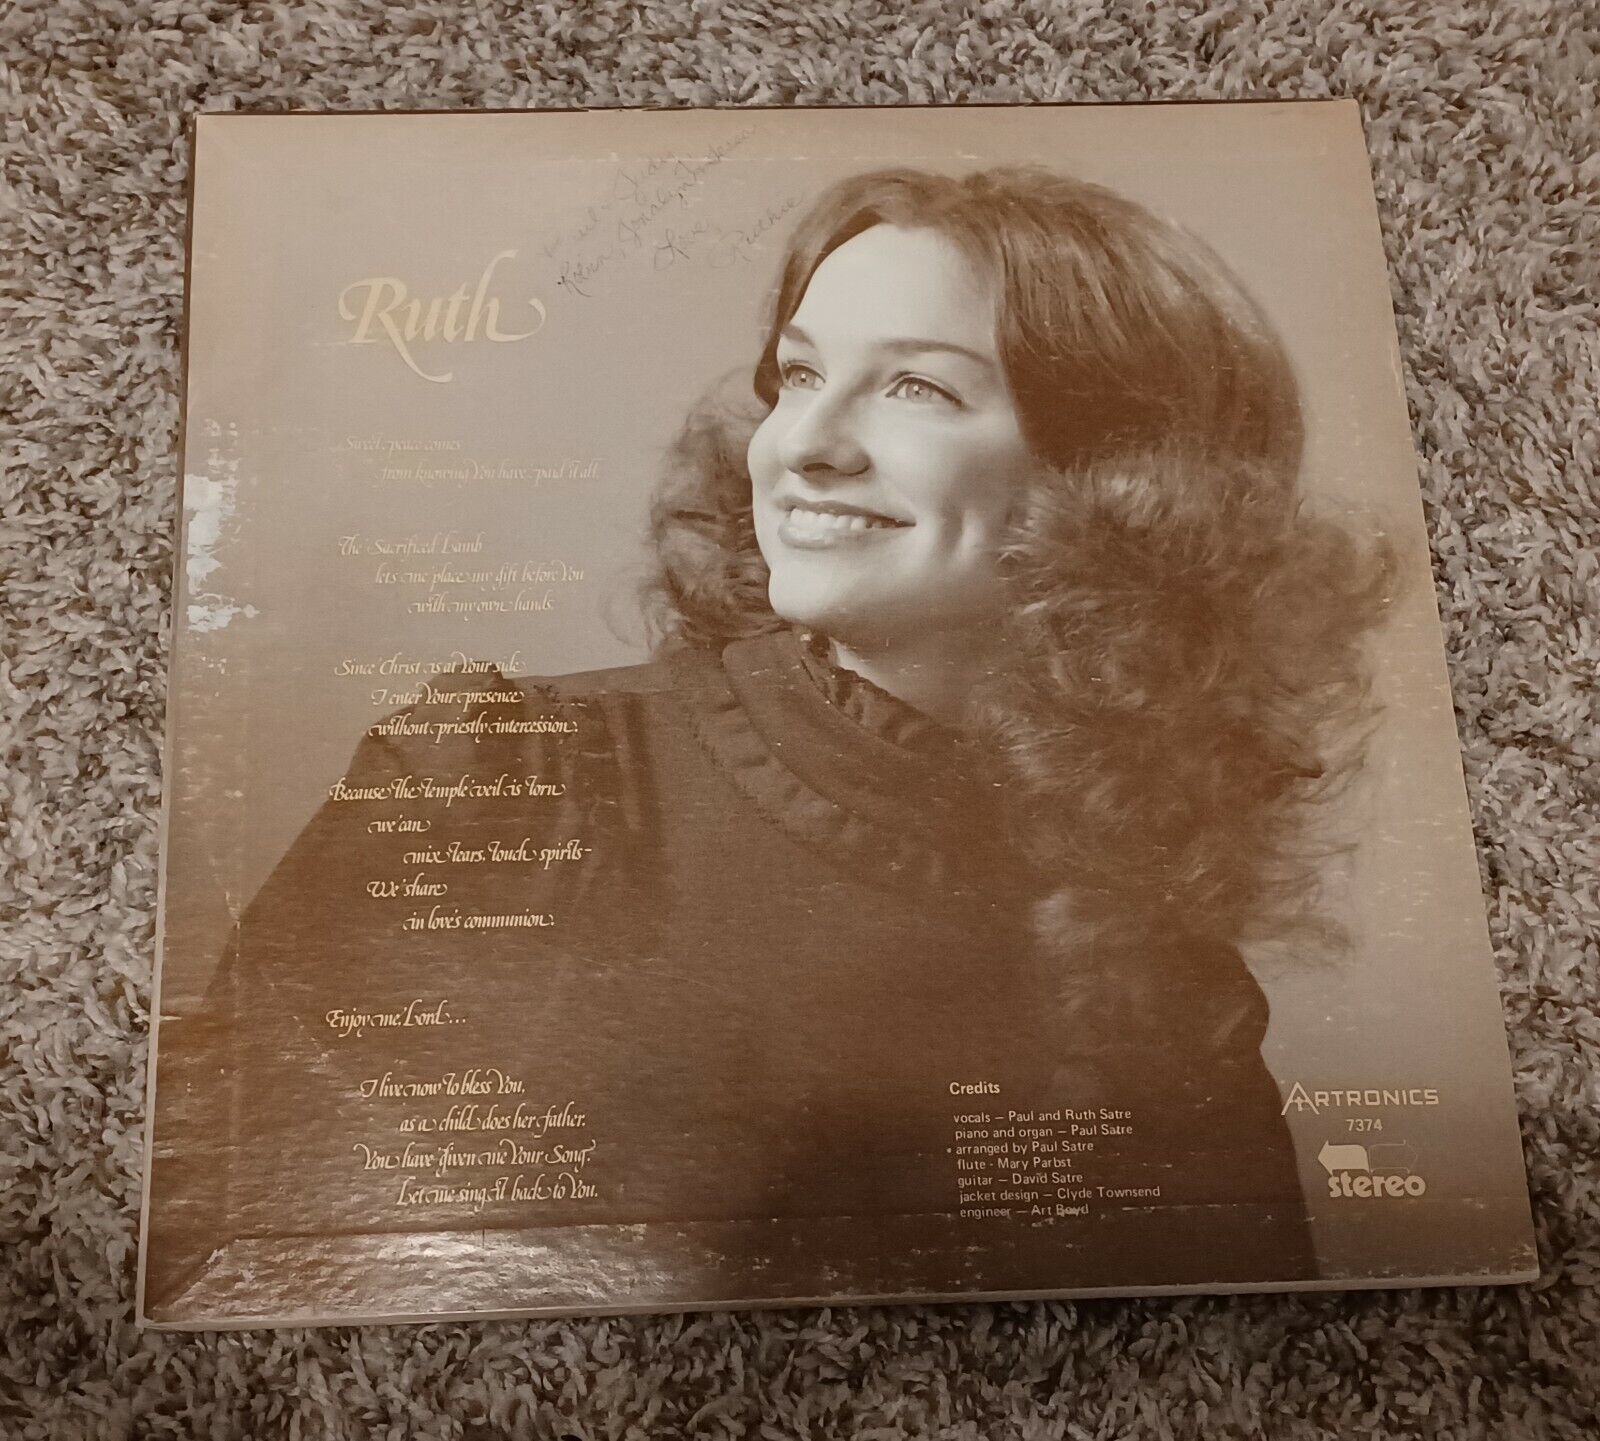 Love,
Ruthie
Ruth
Sweet peace comes
from knowing You have paid it all.
The Sacrificed Lamb
lets me place my gift before You
with my own hands.
Since Christ is at Your side
I enter Your presence
without priestly intercession.
Because the temple veil is torn
we can
mix tears, touch spirits-
We share
in love's communion.
Enjoy me, Lord...
I live now to bless You,
as a child does her father.
You have given me Your Song.
Let me sing it back to You.
Credits
vocals – Paul and Ruth Satre
piano and organ – Paul Satre
arranged by Paul Satre
flute - Mary Parbst
guitar – David Satre
jacket design – Clyde Townsend
engineer – Art Boyd
ARTRONICS
7374
stereo